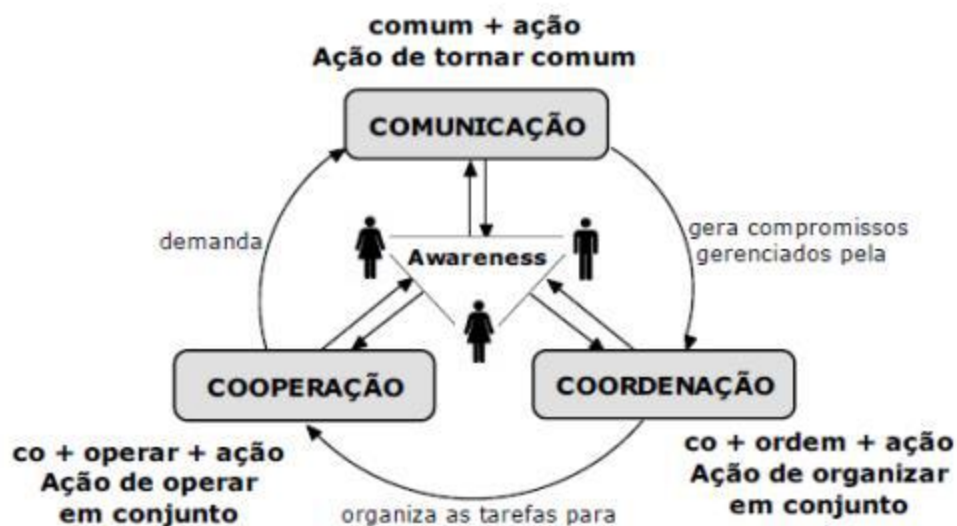 comum + ação
Ação de tornar comum
COMUNICAÇÃO
demanda
gera compromissos
gerenciados pela
Awareness
COOPERAÇÃO
COORDENAÇÃO
co + operar + ação
Ação de operar
em conjunto
co + ordem + ação
Ação de organizar
em conjunto
organiza as tarefas para